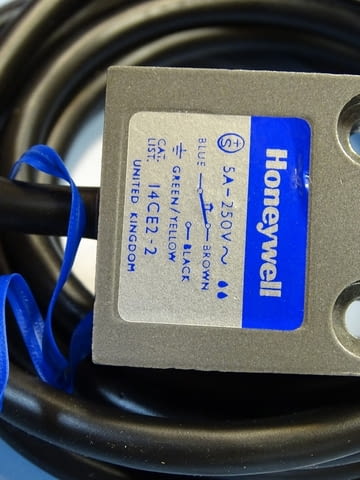 Honeywell
S 5A-250V~
BLUE BROWN
BLACK
GREEN/YELLOW
CAT. LIST. 14CE2-2
UNITED KINGDOM